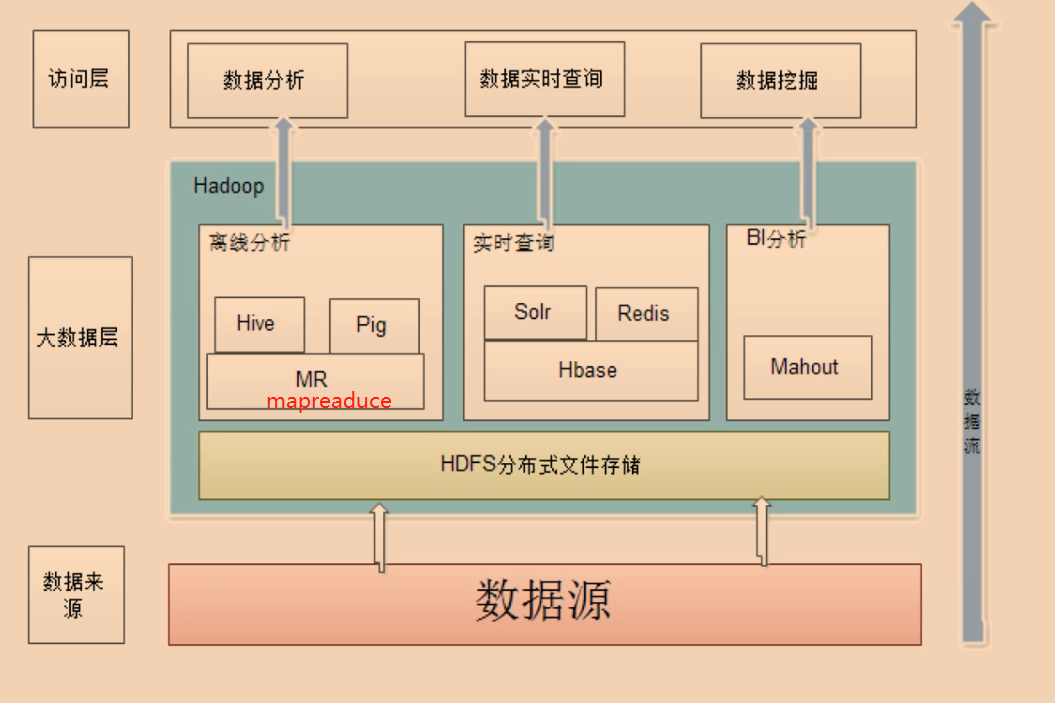 访问层
数据分析
数据实时查询
数据挖掘
Hadoop
离线分析
实时查询
BI分析
Hive
Pig
MR
mapreaduce
Solr
Redis
Hbase
Mahout
大数据层
HDFS分布式文件存储
数据来
源
数据源
数
据
流